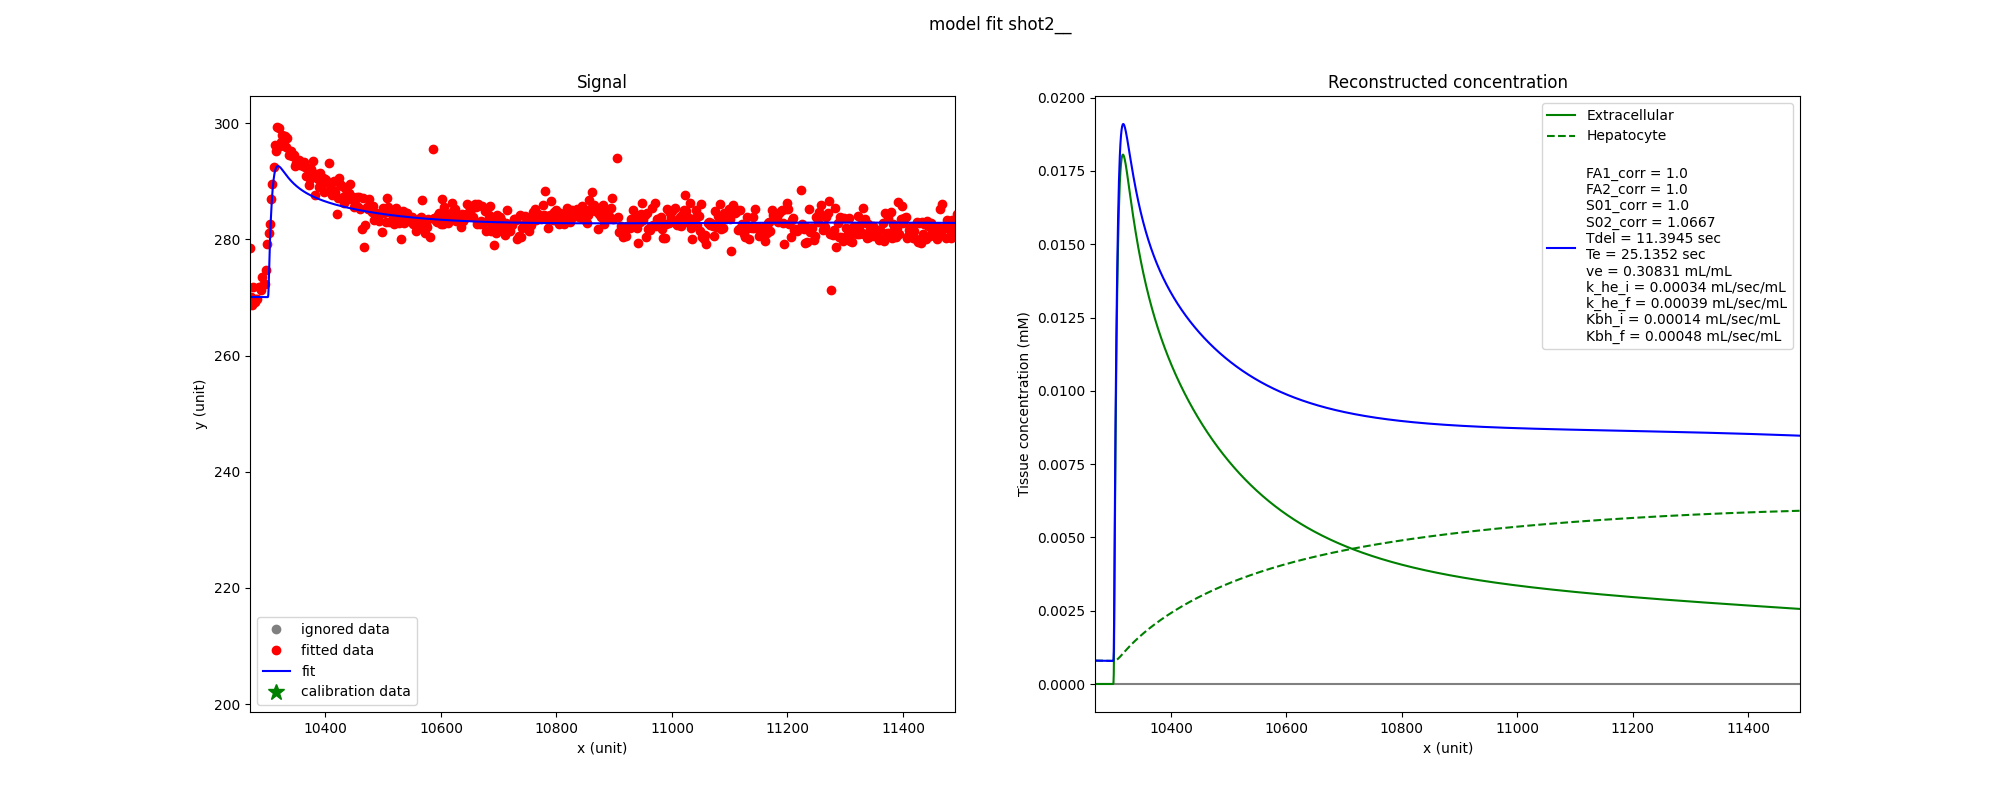 model fit shot2__
Signal
300
280
260
240
220
200
y (unit)
ignored data
fitted data
fit
calibration data
10400 10600 10800 11000 11200 11400
x (unit)
Reconstructed concentration
0.0200
0.0175
0.0150
0.0125
0.0100
0.0075
0.0050
0.0025
0.0000
Tissue concentration (mM)
Extracellular
Hepatocyte
FA1_corr = 1.0
FA2_corr = 1.0
S01_corr = 1.0
S02_corr = 1.0667
Tdel = 11.3945 sec
Te = 25.1352 sec
ve = 0.30831 mL/mL
k_he_i = 0.00034 mL/sec/mL
k_he_f = 0.00039 mL/sec/mL
Kbh_i = 0.00014 mL/sec/mL
Kbh_f = 0.00048 mL/sec/mL
10400 10600 10800 11000 11200 11400
x (unit)